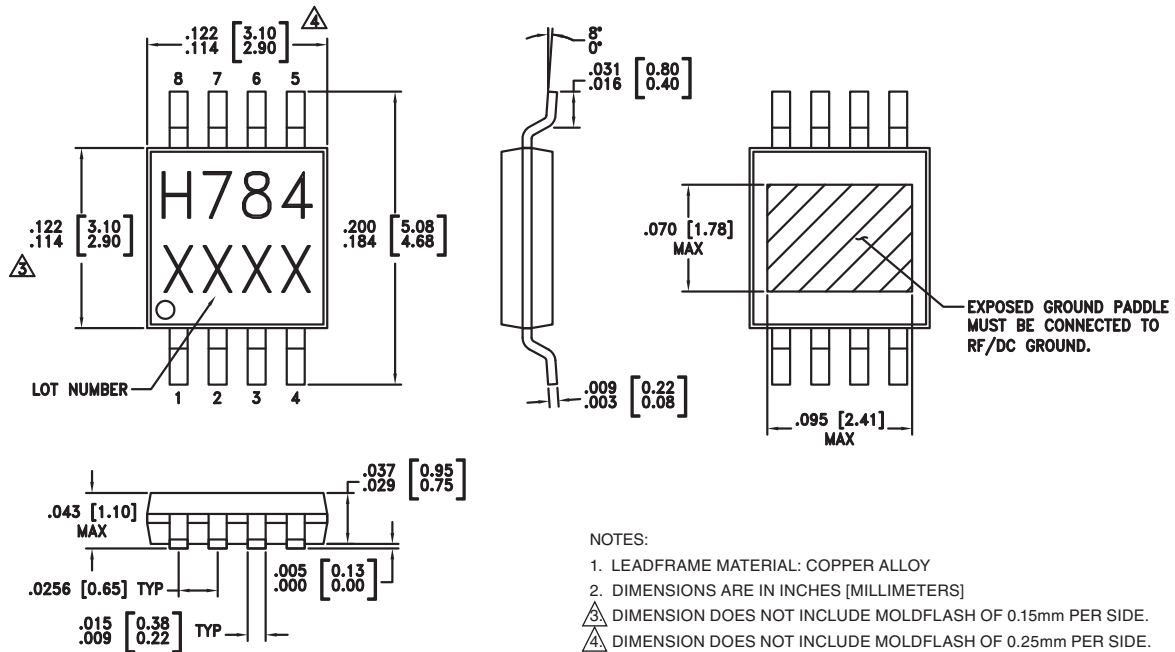 .122 [3.10]
.114 [2.90]
4
8 7 6 5
8°
0°
.031 [0.80]
.016 [0.40]
H784
XXXX
.122 [3.10]
.114 [2.90]
3
.200 [5.08]
.184 [4.68]
.070 [1.78]
MAX
EXPOSED GROUND PADDLE
MUST BE CONNECTED TO
RF/DC GROUND.
LOT NUMBER
1 2 3 4
.009 [0.22]
.003 [0.08]
.095 [2.41]
MAX
.037 [0.95]
.029 [0.75]
.043 [1.10]
MAX
.0256 [0.65] TYP
.005 [0.13]
.000 [0.00]
.015 [0.38]
.009 [0.22] TYP
NOTES:
1. LEADFRAME MATERIAL: COPPER ALLOY
2. DIMENSIONS ARE IN INCHES [MILLIMETERS]
3. DIMENSION DOES NOT INCLUDE MOLDFLASH OF 0.15mm PER SIDE.
4. DIMENSION DOES NOT INCLUDE MOLDFLASH OF 0.25mm PER SIDE.